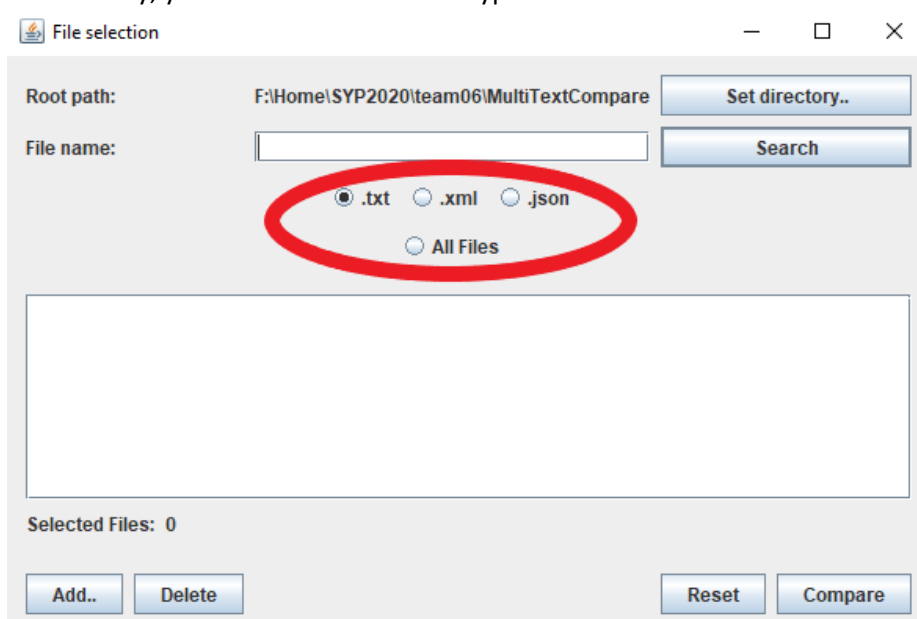 File selection
Root path: F:\Home\SYP2020\team06\MultiTextCompare Set directory..
File name: Search
.txt .xml .json
All Files
Selected Files: 0
Add.. Delete Reset Compare